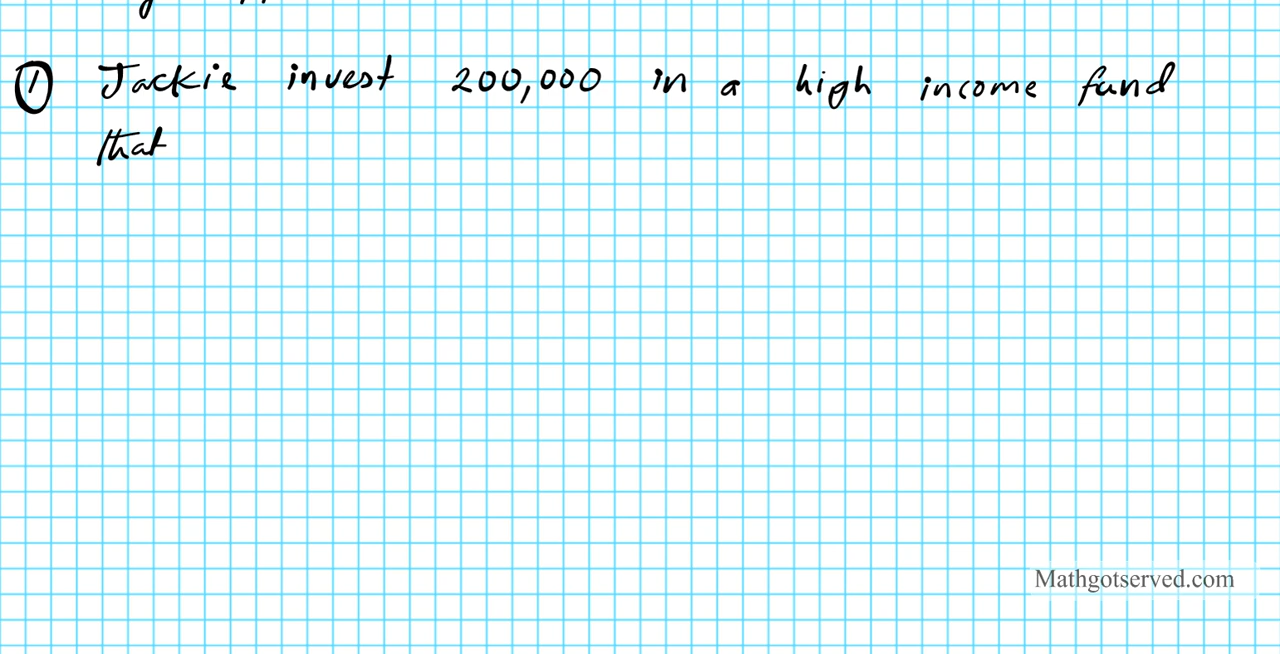 ① Jackie invest 200,000 in a high income fund
that
Mathgotserved.com